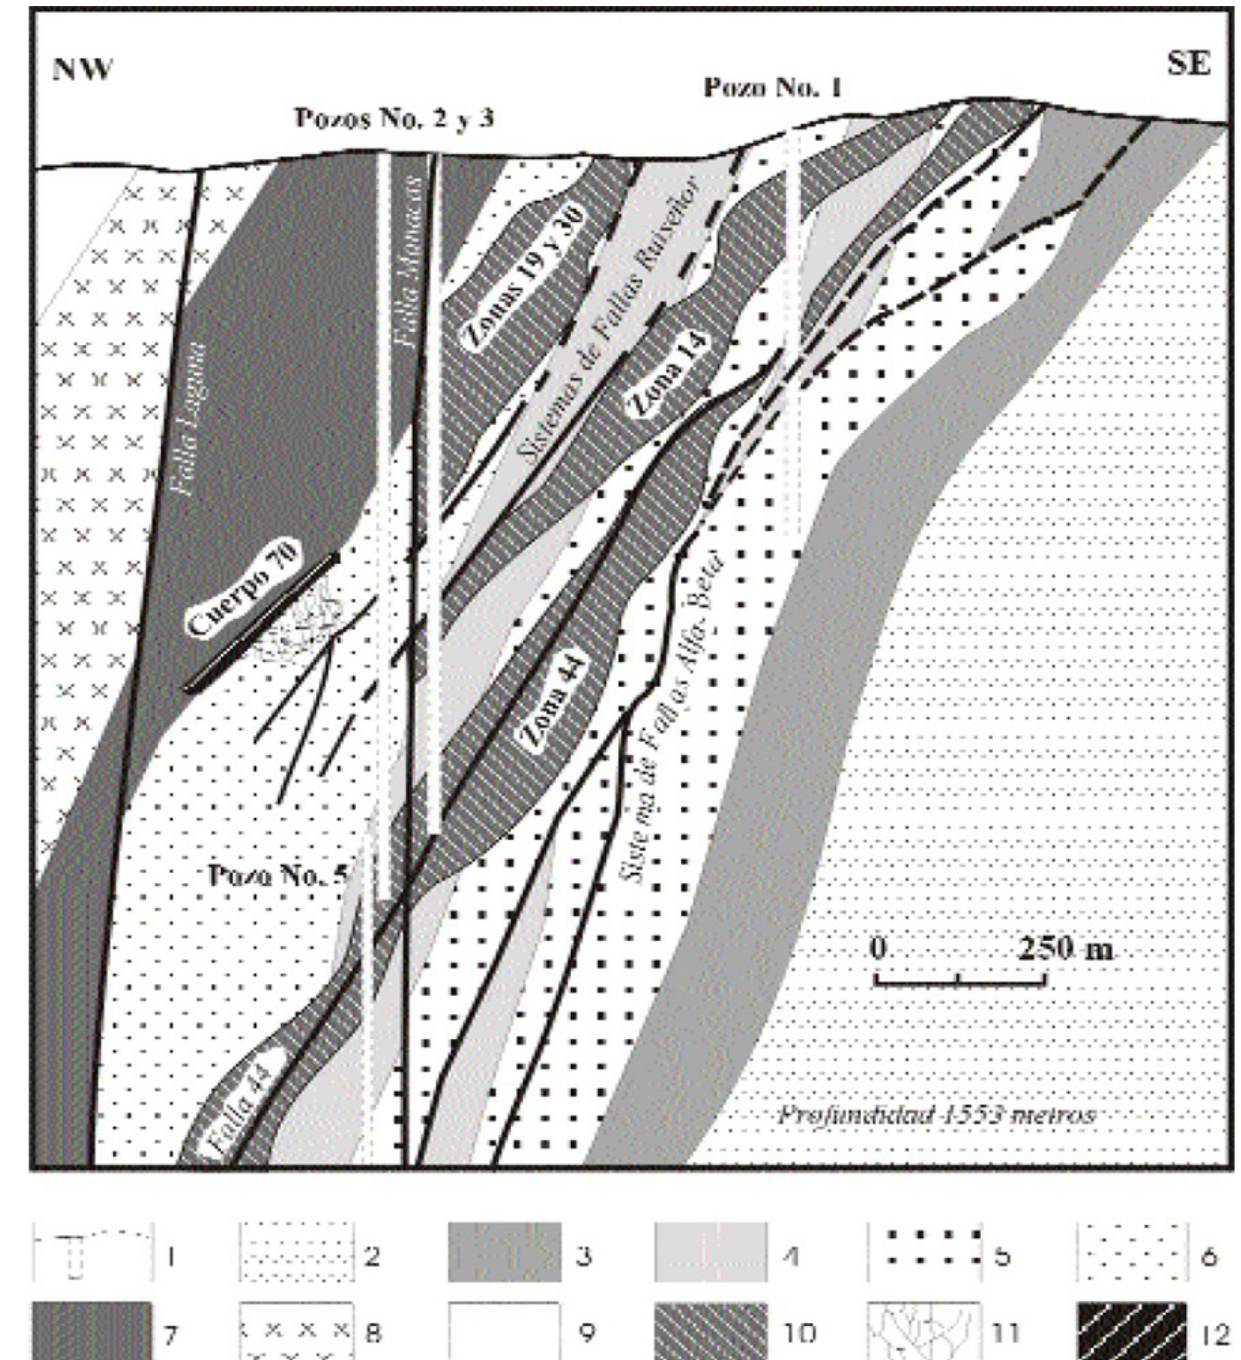 NW
SE
Pozo No. 1
Pozos No. 2 y 3
Falla Monacas
Zonas 19 y 30
Sistemas de Fallas Ruiseñor
Zona 14
Falla Laguna
Cuerpo 70
Zona 44
Sistema de Fallas Alfa-Beta
Pozo No. 5
0 250 m
Falla 44
Profundidad 1553 metros
1 2 3 4 5 6
7 8 9 10 11 12